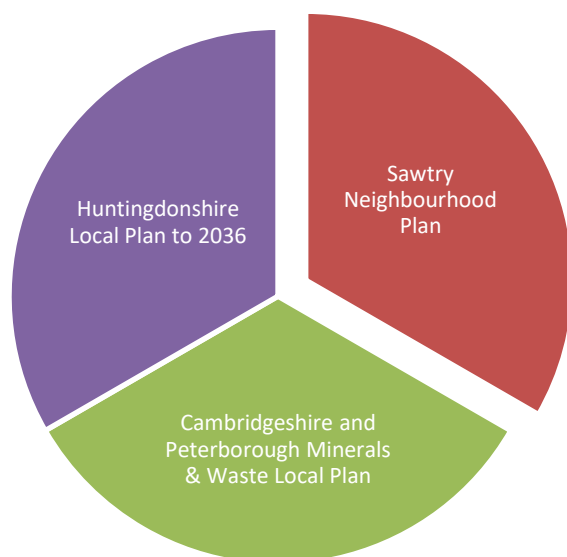 Sawtry
Neighbourhood
Plan
Huntingdonshire
Local Plan to 2036
Cambridgeshire and
Peterborough Minerals
& Waste Local Plan